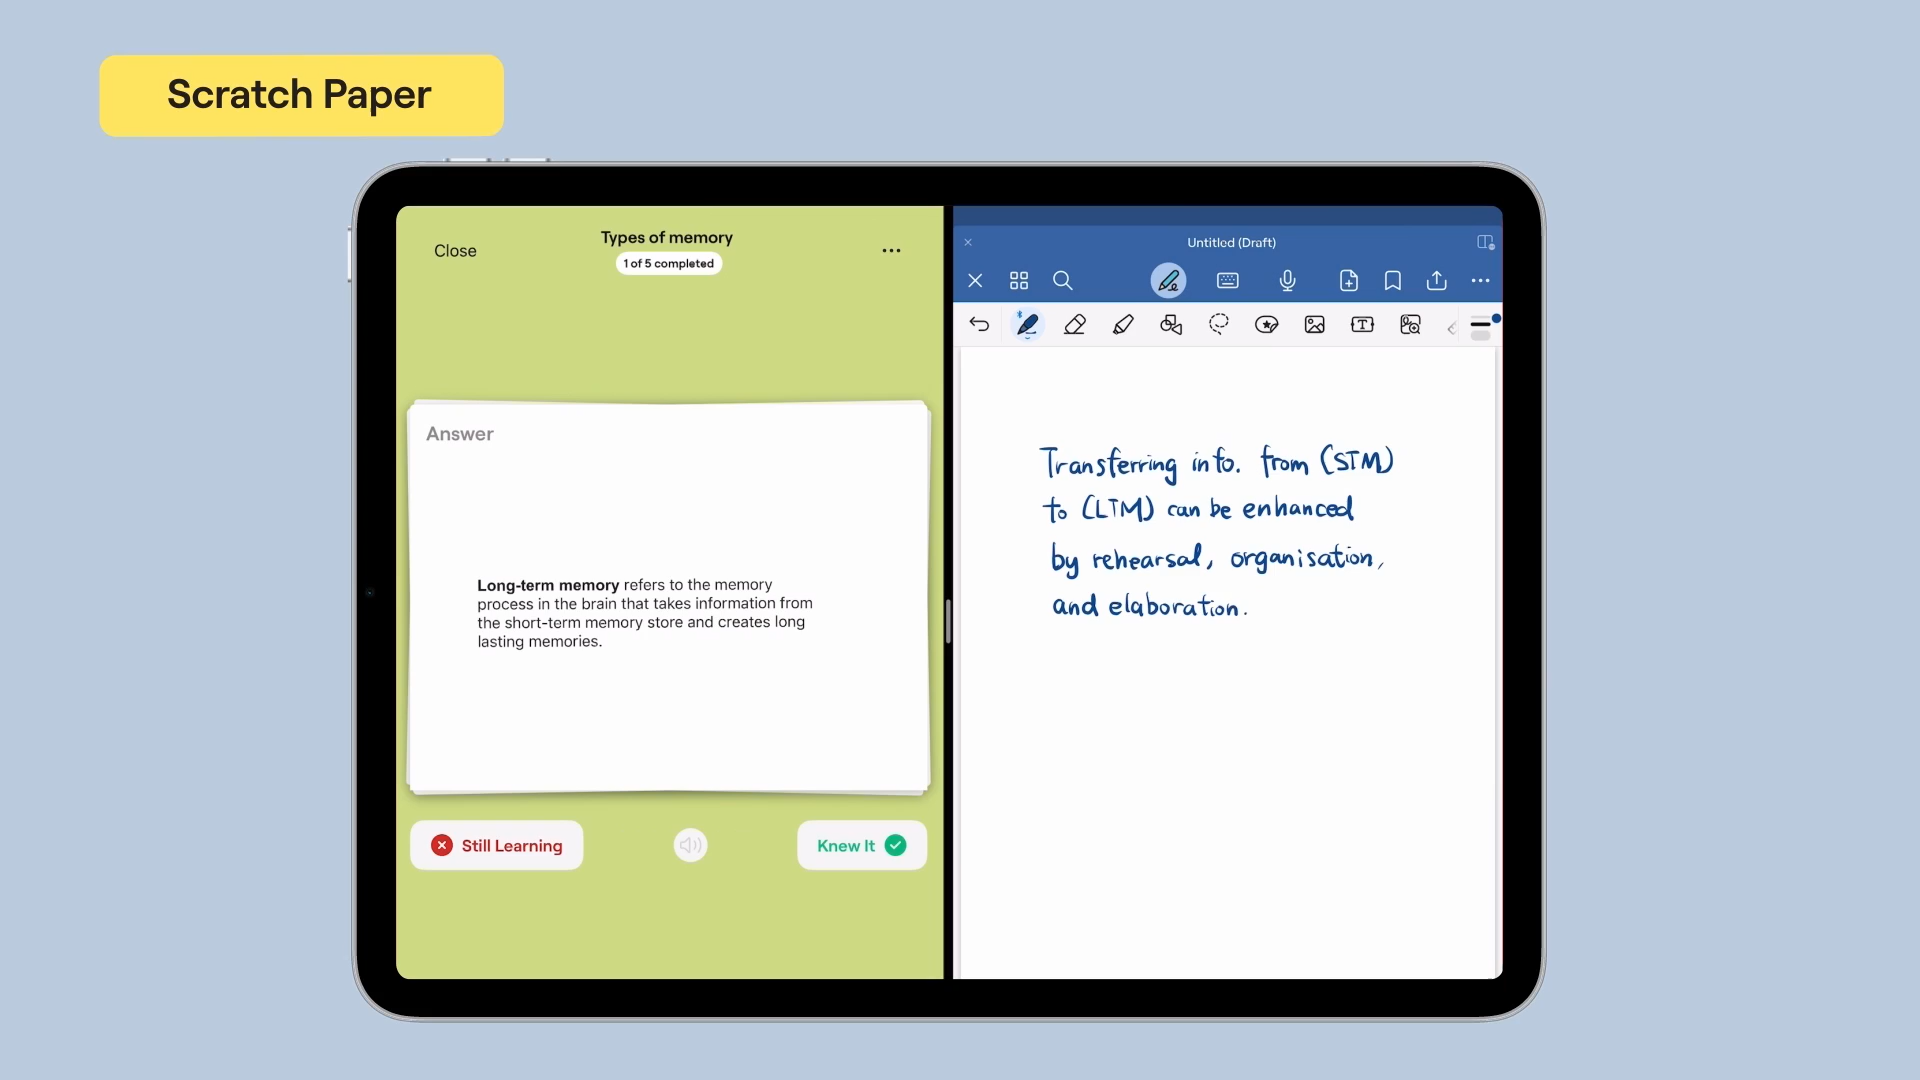 Scratch Paper
Close
Types of memory
1 of 5 completed
Answer
Long-term memory refers to the memory
process in the brain that takes information from
the short-term memory store and creates long
lasting memories.
Still Learning
Knew It
Untitled (Draft)
Transferring info. from (STM)
to (LTM) can be enhanced
by rehearsal, organisation,
and elaboration.